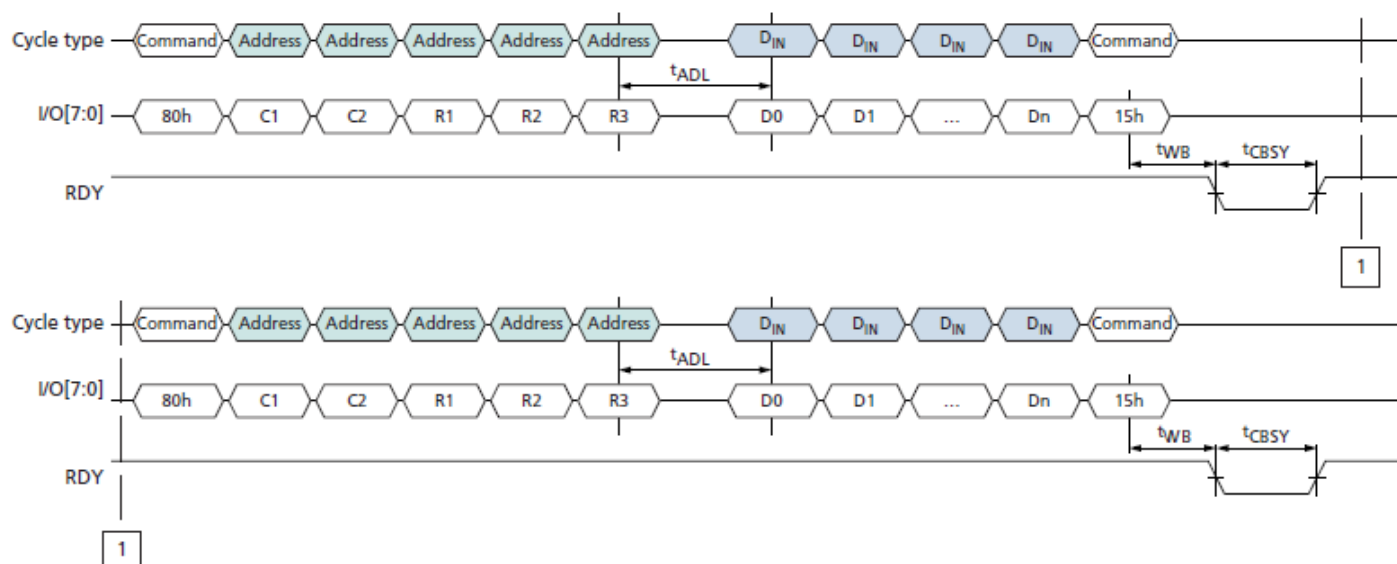 Cycle type Command Address Address Address Address Address DIN DIN DIN DIN Command
tADL
I/O[7:0] 80h C1 C2 R1 R2 R3 D0 D1 ... Dn 15h
tWB tCBSY
RDY
1
Cycle type Command Address Address Address Address Address DIN DIN DIN DIN Command
tADL
I/O[7:0] 80h C1 C2 R1 R2 R3 D0 D1 ... Dn 15h
tWB tCBSY
RDY
1